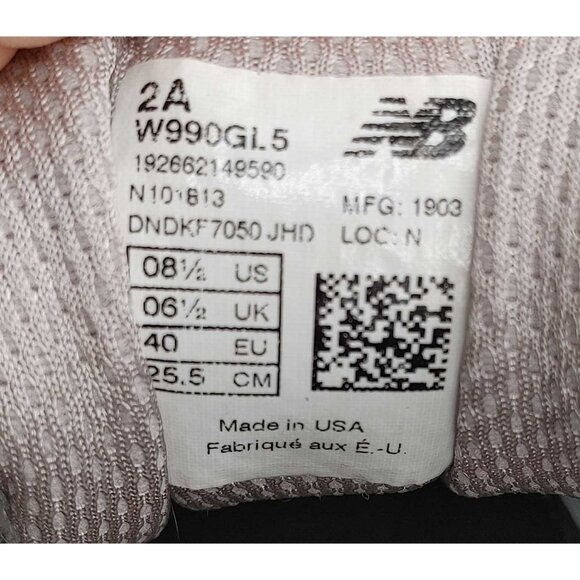 2A
W990GL5
192662149590
N101813
MFG: 1903
DNDKF7050 JHD
LOC: N
08½ US
06½ UK
40 EU
25.5 CM
Made in USA
Fabriqué aux É.-U.
NB